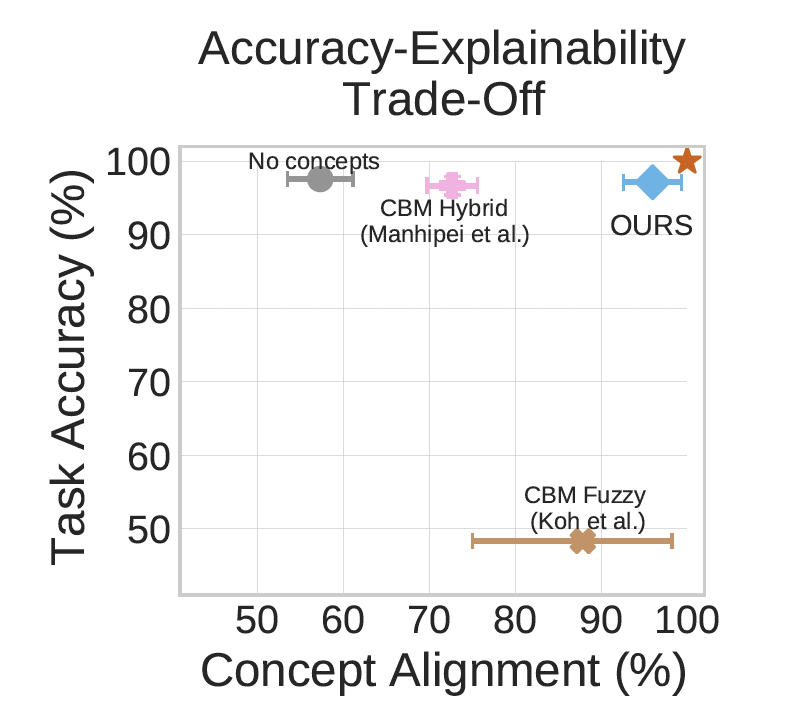 Accuracy-Explainability
Trade-Off
Task Accuracy (%)
100
90
80
70
60
50
No concepts
CBM Hybrid
(Manhipei et al.)
OURS
CBM Fuzzy
(Koh et al.)
50 60 70 80 90 100
Concept Alignment (%)